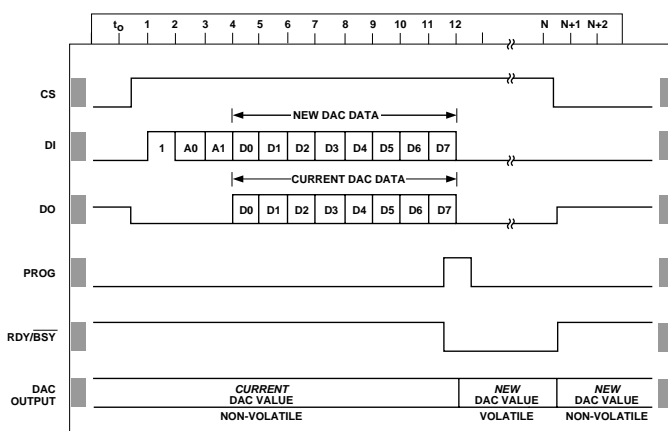 to 1 2 3 4 5 6 7 8 9 10 11 12 N N+1 N+2
CS
NEW DAC DATA
DI 1 A0 A1 D0 D1 D2 D3 D4 D5 D6 D7
CURRENT DAC DATA
DO D0 D1 D2 D3 D4 D5 D6 D7
PROG
RDY/BSY
DAC OUTPUT
CURRENT DAC VALUE
NON-VOLATILE
NEW DAC VALUE
VOLATILE
NEW DAC VALUE
NON-VOLATILE